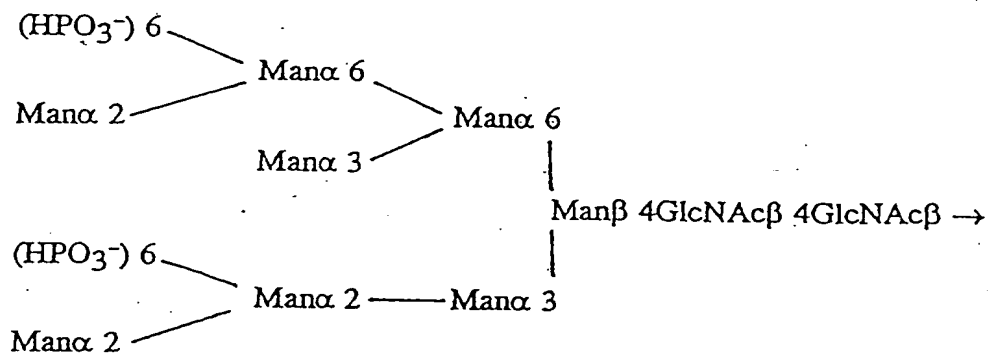 (HPO₃⁻) 6
Manα 6
Manα 2
Manα 6
Manα 3
Manβ 4GlcNAcβ 4GlcNAcβ →
(HPO₃⁻) 6
Manα 2 Manα 3
Manα 2